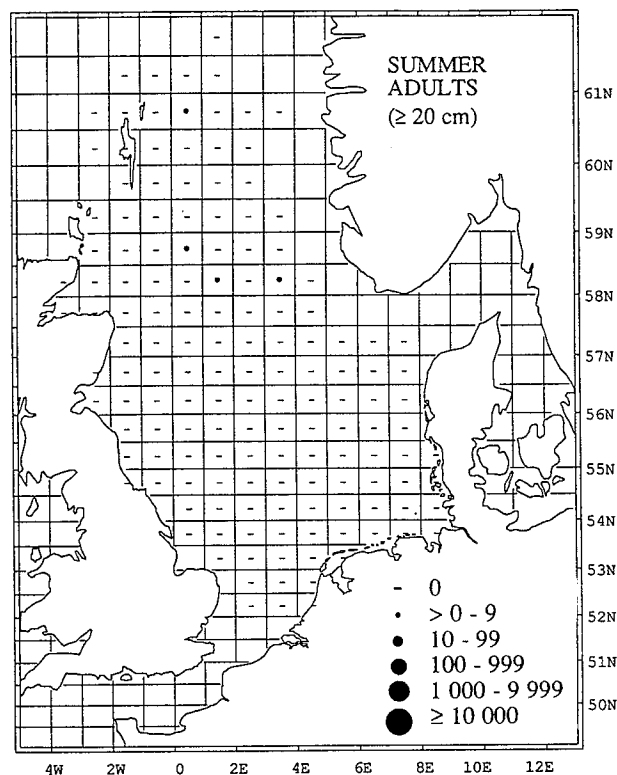 SUMMER
ADULTS
(≥ 20 cm)
61N
60N
59N
58N
57N
56N
55N
54N
53N
52N
51N
50N
- 0
> 0 - 9
10 - 99
100 - 999
1 000 - 9 999
≥ 10 000
4W 2W 0 2E 4E 6E 8E 10E 12E